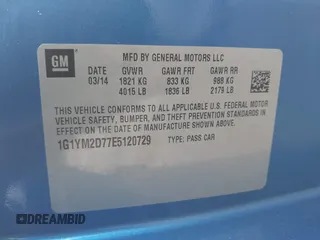 GM
MFD BY GENERAL MOTORS LLC
DATE GVWR GAWR FRT GAWR RR
03/14 1821 KG 833 KG 988 KG
4015 LB 1836 LB 2179 LB
THIS VEHICLE CONFORMS TO ALL APPLICABLE U.S. FEDERAL MOTOR
VEHICLE SAFETY, BUMPER, AND THEFT PREVENTION STANDARDS
IN EFFECT ON THE DATE OF MANUFACTURE SHOWN ABOVE.
1G1YM2D77E5120729 TYPE: PASS CAR
DREAMBID